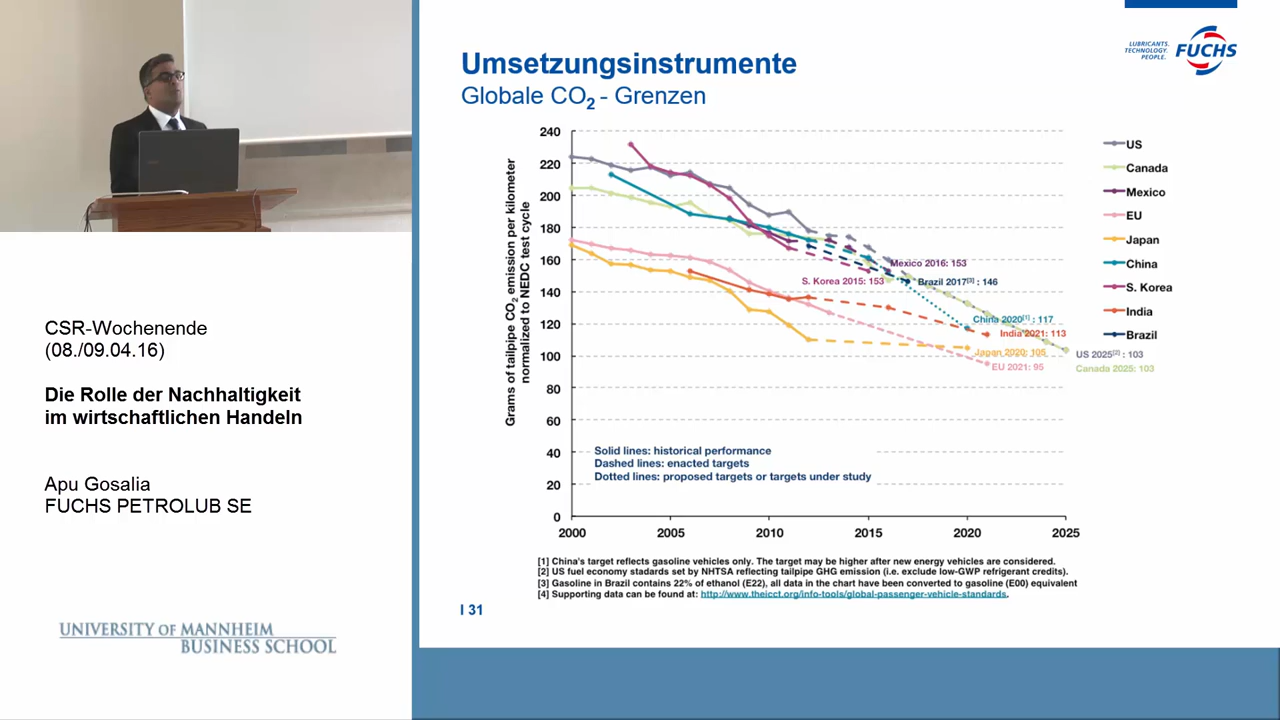 CSR-Wochenende
(08./09.04.16)
Die Rolle der Nachhaltigkeit
im wirtschaftlichen Handeln
Apu Gosalia
FUCHS PETROLUB SE
UNIVERSITY OF MANNHEIM
BUSINESS SCHOOL
LUBRICANTS.
TECHNOLOGY.
PEOPLE.
FUCHS
Umsetzungsinstrumente
Globale CO2 - Grenzen
Grams of tailpipe CO2 emission per kilometer
normalized to NEDC test cycle
240
220
200
180
160
140
120
100
80
60
40
20
0
2000
2005
2010
2015
2020
2025
Mexico 2016: 153
S. Korea 2015: 153
Brazil 2017[3] : 146
China 2020[1] : 117
India 2021: 113
Japan 2020: 105
US 2025[2] : 103
EU 2021: 95
Canada 2025: 103
Solid lines: historical performance
Dashed lines: enacted targets
Dotted lines: proposed targets or targets under study
US
Canada
Mexico
EU
Japan
China
S. Korea
India
Brazil
[1] China's target reflects gasoline vehicles only. The target may be higher after new energy vehicles are considered.
[2] US fuel economy stadards set by NHTSA reflecting tailpipe GHG emission (i.e. exclude low-GWP refrigerant credits).
[3] Gasoline in Brazil contains 22% of ethanol (E22), all data in the chart have been converted to gasoline (E00) equivalent
[4] Supporting data can be found at: http://www.theicct.org/info-tools/global-passenger-vehicle-standards.
I 31